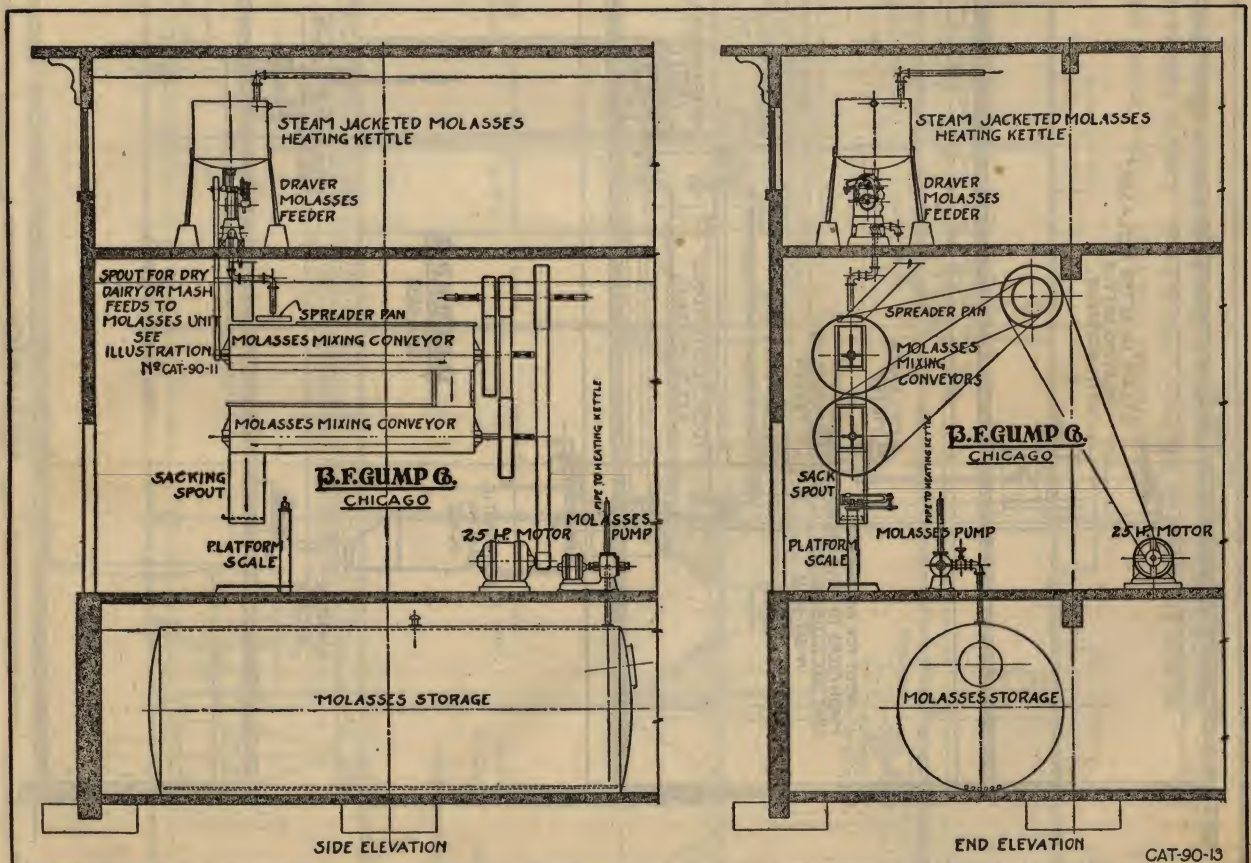 STEAM JACKETED MOLASSES
HEATING KETTLE
DRAVER
MOLASSES
FEEDER
SPOUT FOR DRY
DAIRY OR MASH
FEEDS TO
MOLASSES UNIT
SEE
ILLUSTRATION
Nº CAT-90-11
SPREADER PAN
MOLASSES MIXING CONVEYOR
MOLASSES MIXING CONVEYOR
SACKING
SPOUT
B.F. GUMP Co.
CHICAGO
PIPE TO HEATING KETTLE
MOLASSES
PUMP
25 H.P. MOTOR
PLATFORM
SCALE
MOLASSES STORAGE
SIDE ELEVATION
STEAM JACKETED MOLASSES
HEATING KETTLE
DRAVER
MOLASSES
FEEDER
SPREADER PAN
MOLASSES
MIXING
CONVEYORS
B.F. GUMP Co.
CHICAGO
SACK
SPOUT
PIPE TO HEATING KETTLE
PLATFORM
SCALE
MOLASSES PUMP
25 H.P. MOTOR
MOLASSES STORAGE
END ELEVATION
CAT-90-13